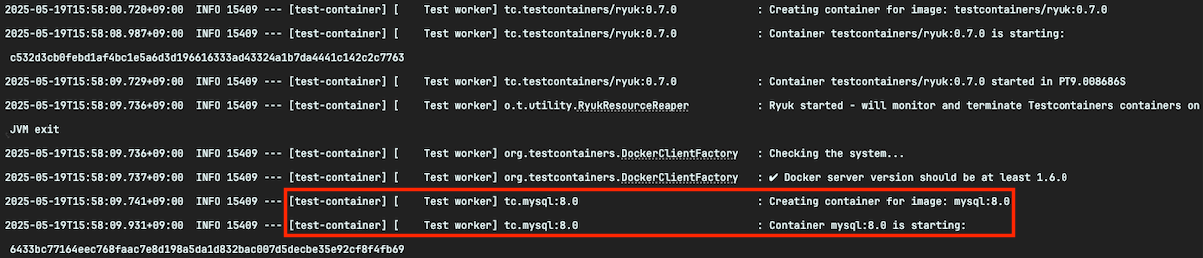 2025-05-19T15:58:00.720+09:00  INFO 15409 --- [test-container] [    Test worker] tc.testcontainers/ryuk:0.7.0             : Creating container for image: testcontainers/ryuk:0.7.0
2025-05-19T15:58:08.987+09:00  INFO 15409 --- [test-container] [    Test worker] tc.testcontainers/ryuk:0.7.0             : Container testcontainers/ryuk:0.7.0 is starting:
c532d3cb0febd1af4bc1e5a6d3d196616333ad43324a1b7da4441c142c2c7763
2025-05-19T15:58:09.729+09:00  INFO 15409 --- [test-container] [    Test worker] tc.testcontainers/ryuk:0.7.0             : Container testcontainers/ryuk:0.7.0 started in PT9.008686S
2025-05-19T15:58:09.736+09:00  INFO 15409 --- [test-container] [    Test worker] o.t.utility.RyukResourceReaper           : Ryuk started - will monitor and terminate Testcontainers containers on
JVM exit
2025-05-19T15:58:09.736+09:00  INFO 15409 --- [test-container] [    Test worker] org.testcontainers.DockerClientFactory   : Checking the system...
2025-05-19T15:58:09.737+09:00  INFO 15409 --- [test-container] [    Test worker] org.testcontainers.DockerClientFactory   : ✔ Docker server version should be at least 1.6.0
2025-05-19T15:58:09.741+09:00  INFO 15409 --- [test-container] [    Test worker] tc.mysql:8.0                             : Creating container for image: mysql:8.0
2025-05-19T15:58:09.931+09:00  INFO 15409 --- [test-container] [    Test worker] tc.mysql:8.0                             : Container mysql:8.0 is starting:
6433bc77164eec768faac7e8d198a5da1d832bac007d5decbe35e92cf8f4fb69